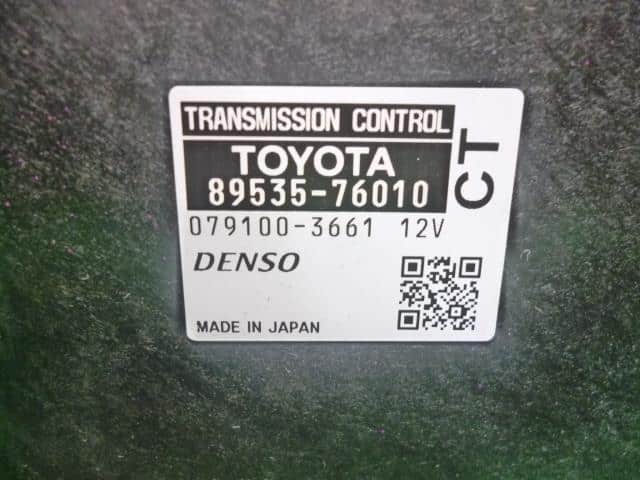 TRANSMISSION CONTROL
TOYOTA
89535-76010
CT
079100-3661 12V
DENSO
MADE IN JAPAN